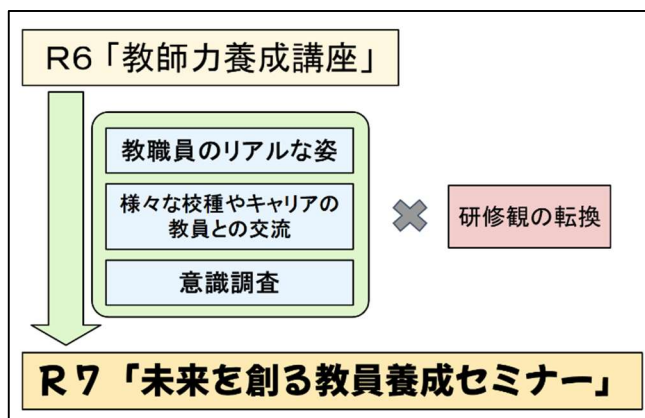 R6「教師力養成講座」
教職員のリアルな姿
様々な校種やキャリアの
教員との交流
意識調査
研修観の転換
R7「未来を創る教員養成セミナー」